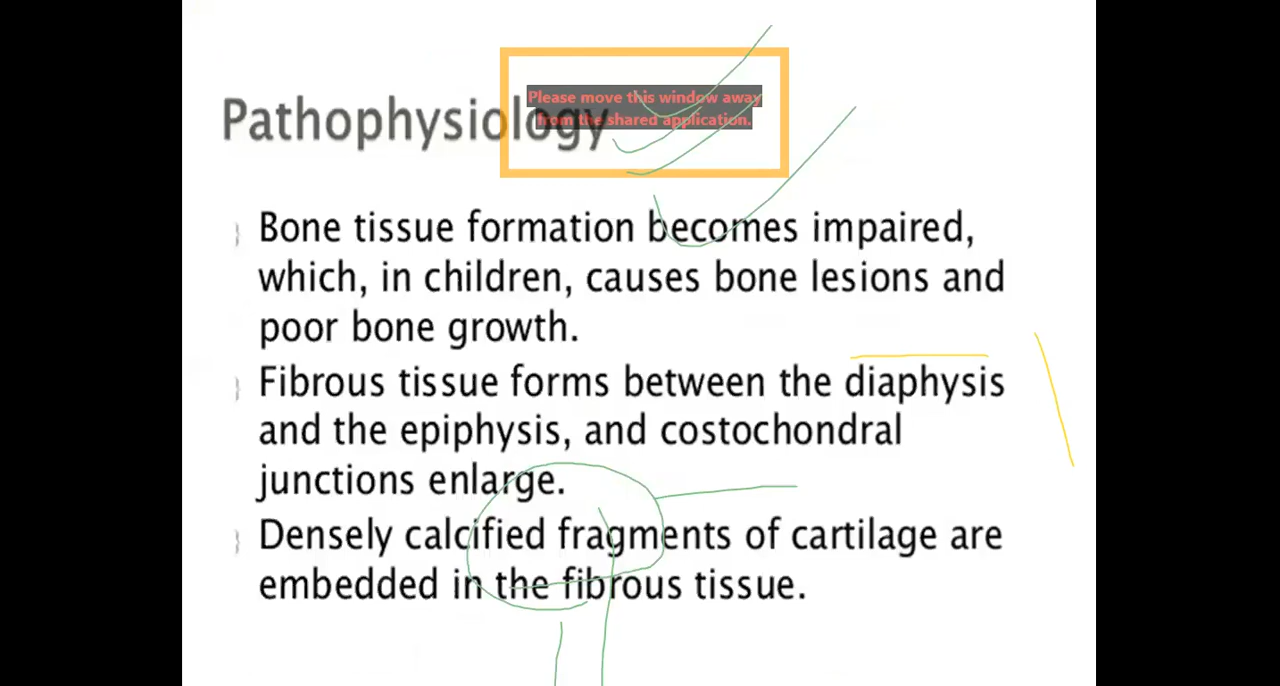 Pathophysiology
Please move this window away
from the shared application.
Bone tissue formation becomes impaired,
which, in children, causes bone lesions and
poor bone growth.
Fibrous tissue forms between the diaphysis
and the epiphysis, and costochondral
junctions enlarge.
Densely calcified fragments of cartilage are
embedded in the fibrous tissue.